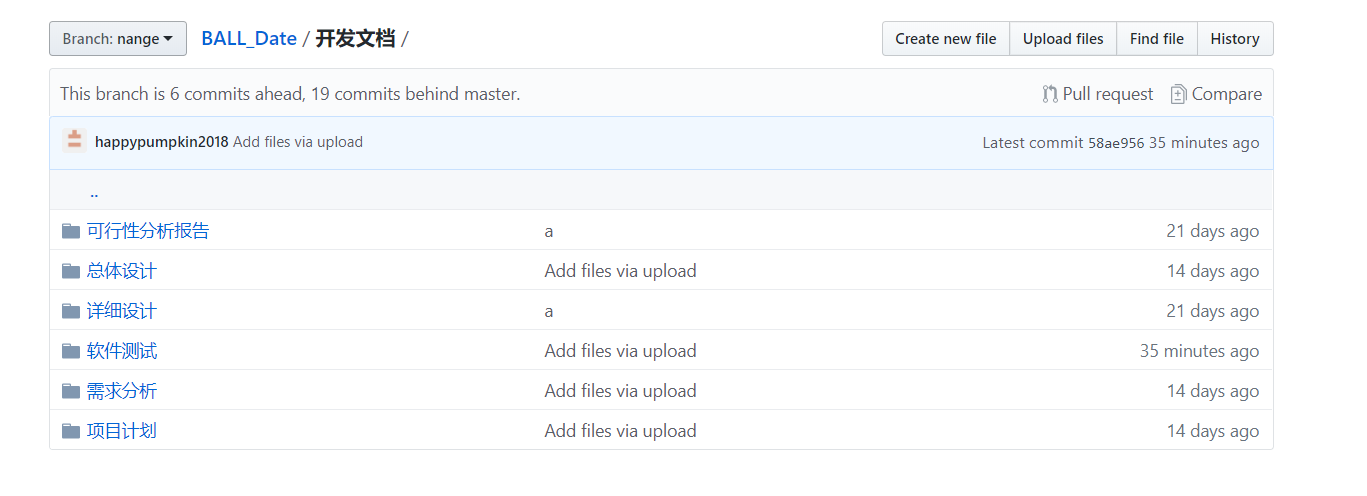 Branch: nange BALL_Date / 开发文档 / Create new file Upload files Find file History
This branch is 6 commits ahead, 19 commits behind master. Pull request Compare
happypumpkin2018 Add files via upload Latest commit 58ae956 35 minutes ago
..
可行性分析报告 a 21 days ago
总体设计 Add files via upload 14 days ago
详细设计 a 21 days ago
软件测试 Add files via upload 35 minutes ago
需求分析 Add files via upload 14 days ago
项目计划 Add files via upload 14 days ago